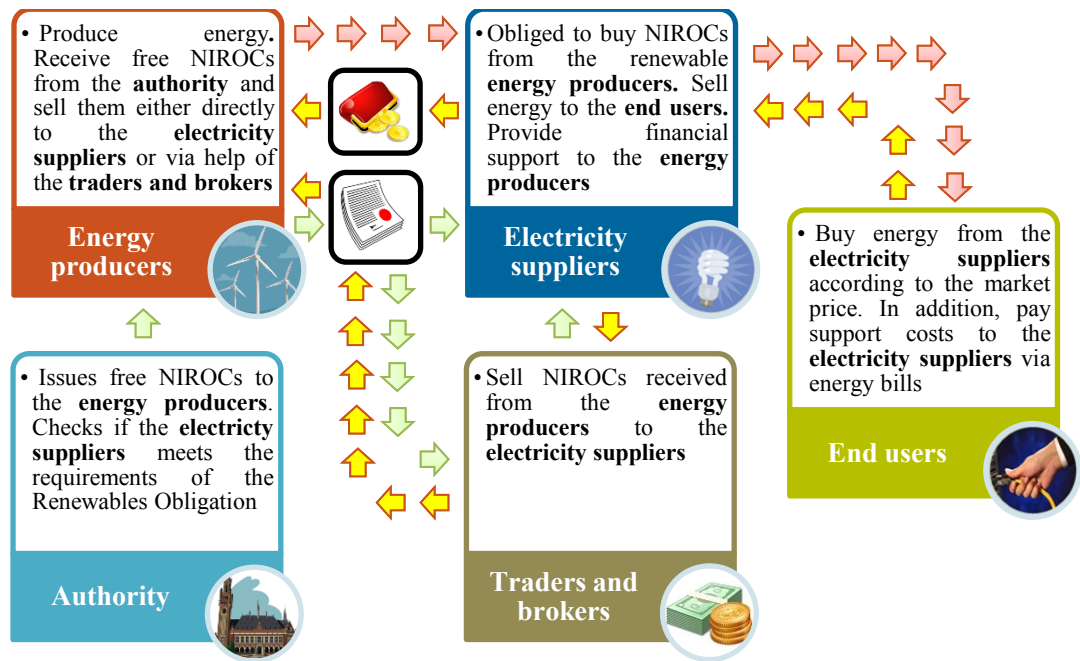 • Produce energy.
Receive free NIROCs
from the authority and
sell them either directly
to the electricity
suppliers or via help of
the traders and brokers
Energy
producers
• Obliged to buy NIROCs
from the renewable
energy producers. Sell
energy to the end users.
Provide financial
support to the energy
producers
Electricity
suppliers
• Buy energy from the
electricity suppliers
according to the market
price. In addition, pay
support costs to the
electricity suppliers via
energy bills
End users
• Issues free NIROCs to
the energy producers.
Checks if the electricty
suppliers meets the
requirements of the
Renewables Obligation
Authority
• Sell NIROCs received
from the energy
producers to the
electricity suppliers
Traders and
brokers